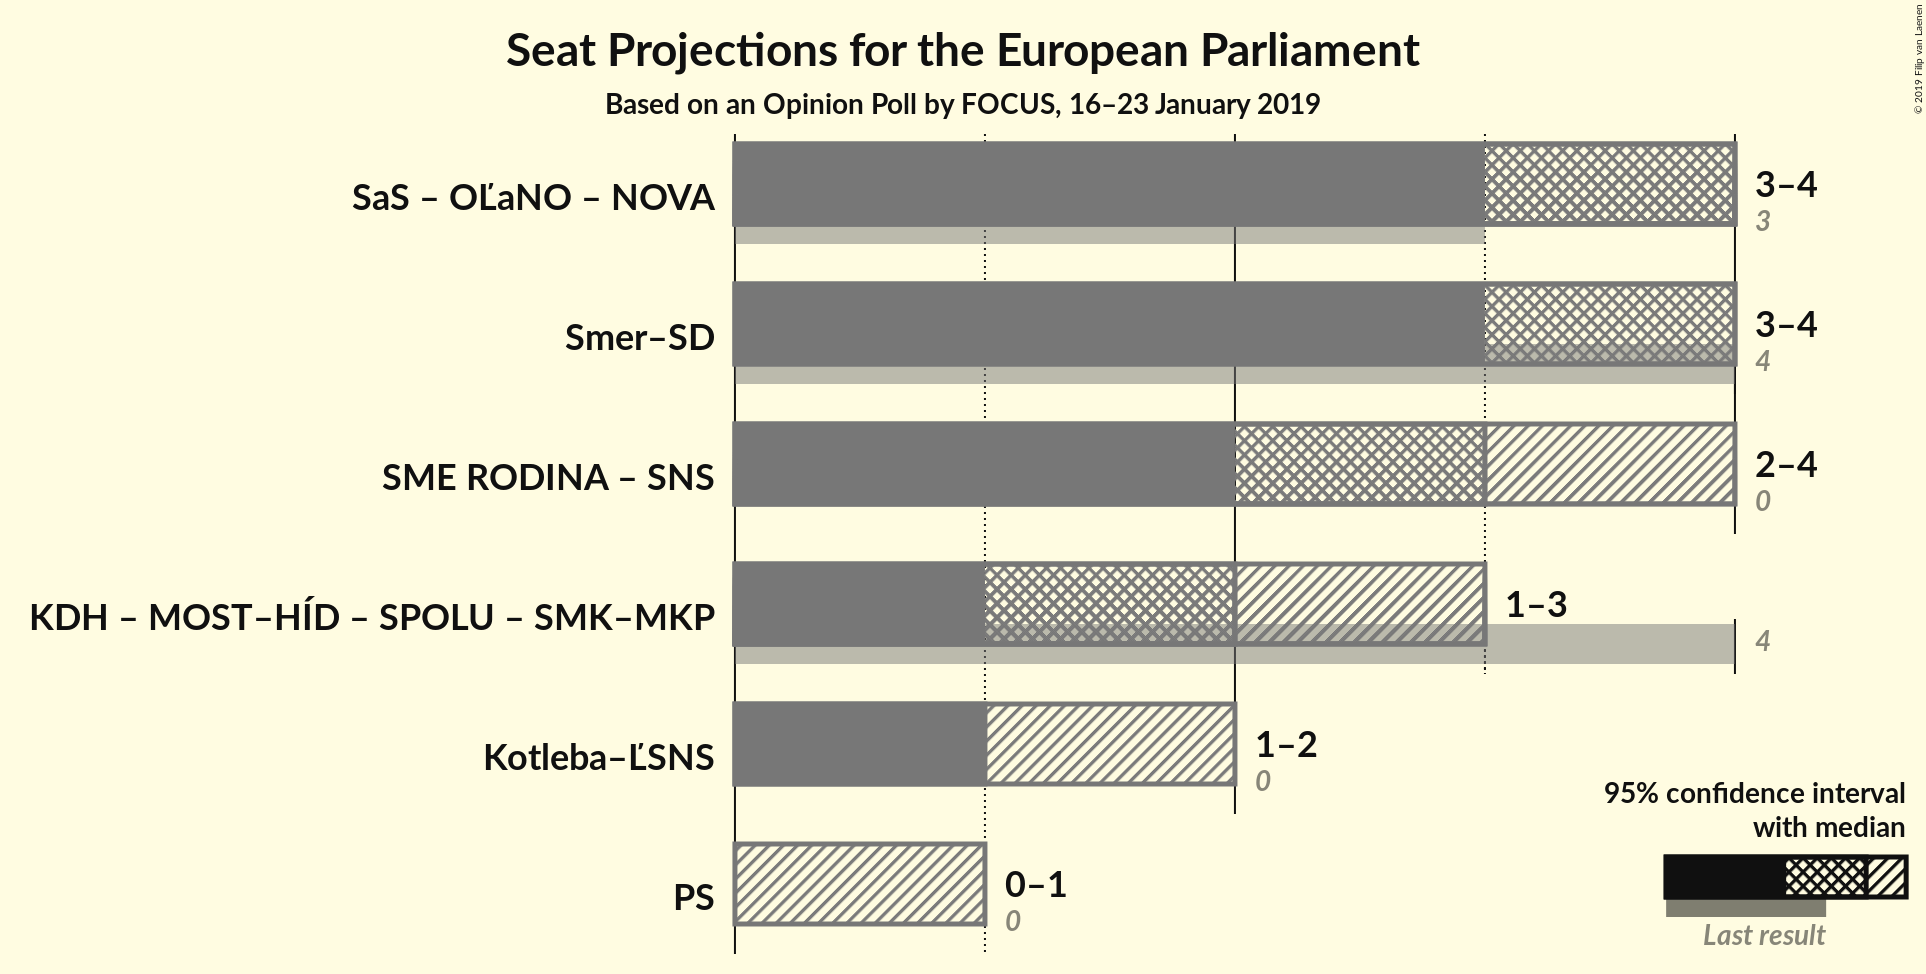 Seat Projections for the European Parliament
Based on an Opinion Poll by FOCUS, 16–23 January 2019
© 2019 Filip van Laenen
SaS – OĽaNO – NOVA
3–4
3
Smer–SD
3–4
4
SME RODINA – SNS
2–4
0
KDH – MOST–HÍD – SPOLU – SMK–MKP
1–3
4
Kotleba–ĽSNS
1–2
0
PS
0–1
0
95% confidence interval
with median
Last result